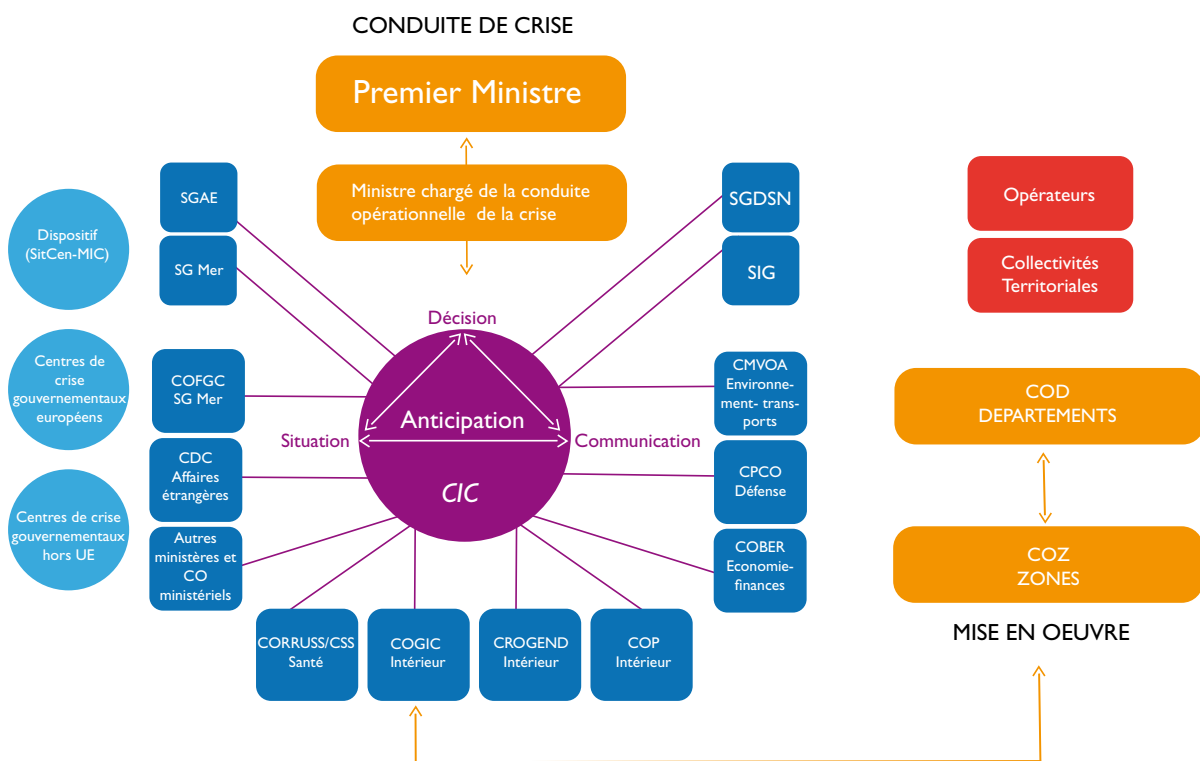 CONDUITE DE CRISE
Premier Ministre
Ministre chargé de la conduite
opérationnelle de la crise
SGAE
SG Mer
SGDSN
SIG
Opérateurs
Collectivités
Territoriales
Dispositif
(SitCen-MIC)
Centres de
crise
gouvernementaux
européens
Centres de crise
gouvernementaux
hors UE
COFGC
SG Mer
CDC
Affaires
étrangères
Autres
ministères et
CO
ministériels
Décision
Anticipation
Situation
Communication
CIC
CMVOA
Environne-
ment- trans-
ports
CPCO
Défense
COBER
Economie-
finances
CORRUSS/CSS
Santé
COGIC
Intérieur
CROGEND
Intérieur
COP
Intérieur
COD
DEPARTEMENTS
COZ
ZONES
MISE EN OEUVRE